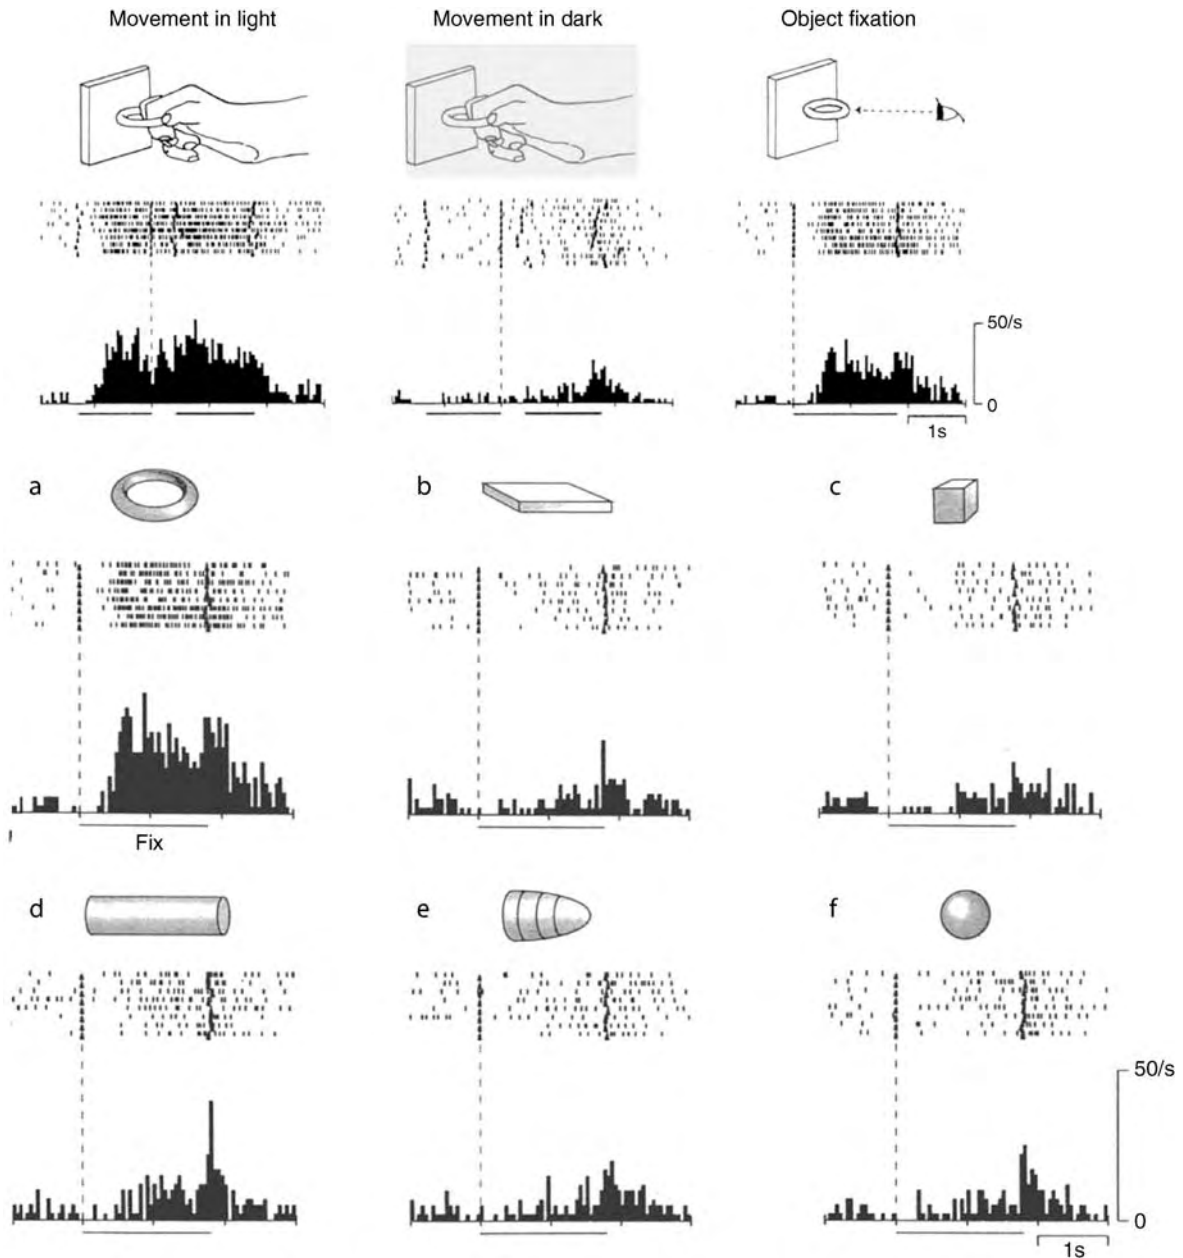 Movement in light
Movement in dark
Object fixation
50/s
0
1s
a
b
c
Fix
d
e
f
50/s
0
1s